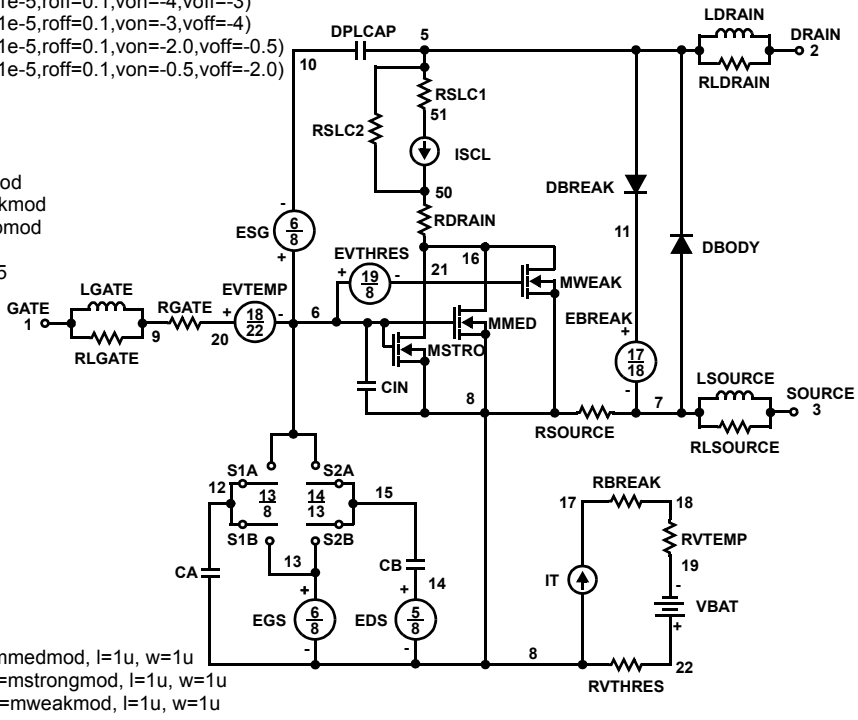 1e-5,roff=0.1,von=-4,voff=-3)
1e-5,roff=0.1,von=-3,voff=-4)
1e-5,roff=0.1,von=-2.0,voff=-0.5)
1e-5,roff=0.1,von=-0.5,voff=-2.0)
od
kmod
omod
5
LDRAIN
DPLCAP
5
DRAIN
2
10
RLDRAIN
RSLC1
51
RSLC2
ISCL
50
DBREAK
RDRAIN
-
ESG
6
8
+
11
DBODY
EVTHRES
16
+
19
8
-
21
MWEAK
LGATE
GATE
1
RGATE
EVTEMP
+
18
22
-
6
MMED
EBREAK
+
9
20
RLGATE
MSTRO
17
18
-
CIN
LSOURCE
8
7
SOURCE
3
RSOURCE
RLSOURCE
S1A
S2A
12
13
8
14
13
15
RBREAK
17
18
S1B
S2B
RVTEMP
13
CB
19
CA
+
+
14
IT
-
EGS
6
8
EDS
5
8
VBAT
+
-
-
8
22
RVTHRES
mmedmod, l=1u, w=1u
=mstrongmod, l=1u, w=1u
=mweakmod, l=1u, w=1u